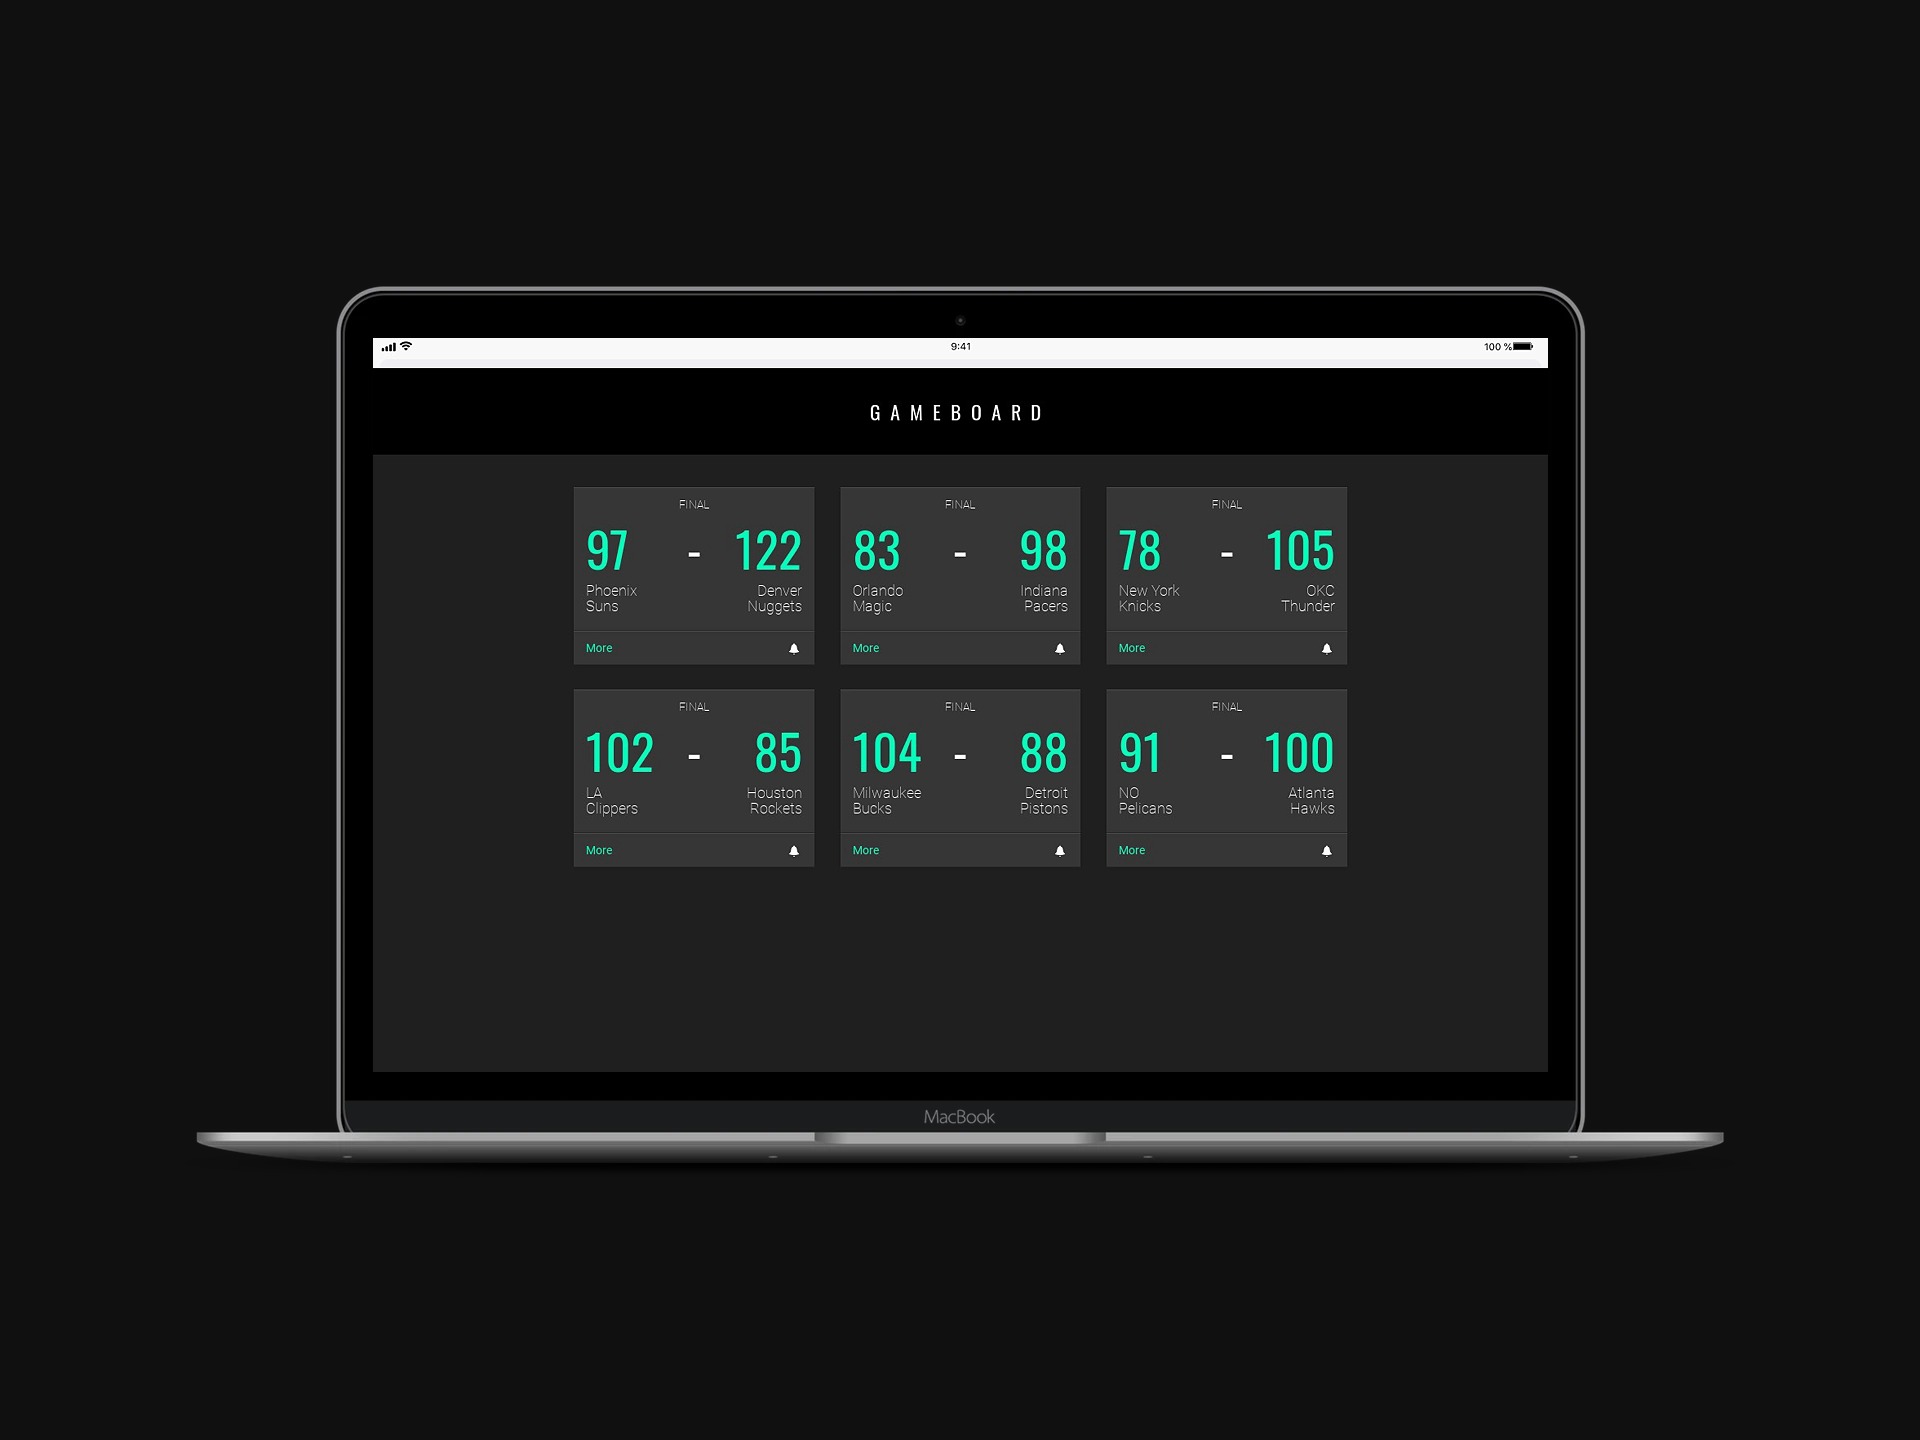 9:41
100 %
GAMEBOARD
FINAL
97 - 122
Phoenix Suns
Denver Nuggets
More
FINAL
83 - 98
Orlando Magic
Indiana Pacers
More
FINAL
78 - 105
New York Knicks
OKC Thunder
More
FINAL
102 - 85
LA Clippers
Houston Rockets
More
FINAL
104 - 88
Milwaukee Bucks
Detroit Pistons
More
FINAL
91 - 100
NO Pelicans
Atlanta Hawks
More
MacBook